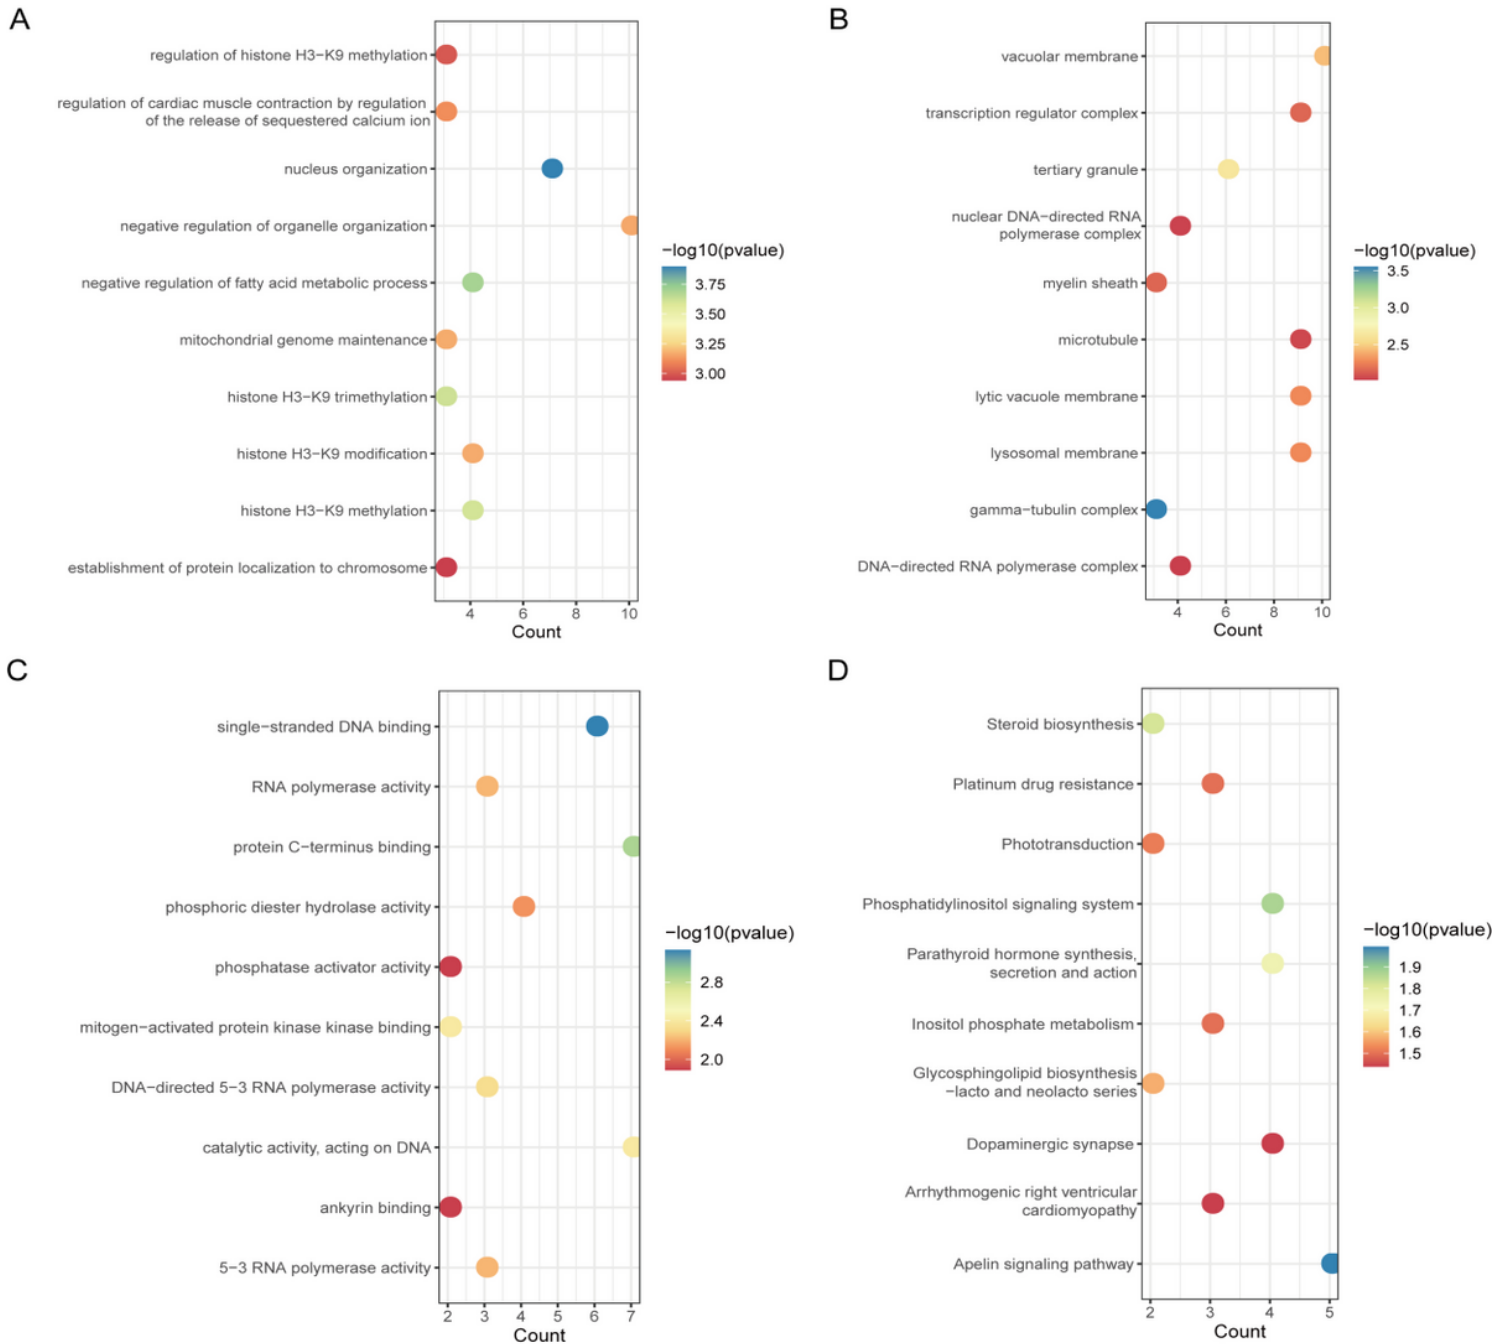 A
regulation of histone H3−K9 methylation
regulation of cardiac muscle contraction by regulation
of the release of sequestered calcium ion
nucleus organization
negative regulation of organelle organization
negative regulation of fatty acid metabolic process
mitochondrial genome maintenance
histone H3−K9 trimethylation
histone H3−K9 modification
histone H3−K9 methylation
establishment of protein localization to chromosome
4 6 8 10
Count
−log10(pvalue)
3.75
3.50
3.25
3.00
B
vacuolar membrane
transcription regulator complex
tertiary granule
nuclear DNA−directed RNA
polymerase complex
myelin sheath
microtubule
lytic vacuole membrane
lysosomal membrane
gamma−tubulin complex
DNA−directed RNA polymerase complex
4 6 8 10
Count
−log10(pvalue)
3.5
3.0
2.5
C
single−stranded DNA binding
RNA polymerase activity
protein C−terminus binding
phosphoric diester hydrolase activity
phosphatase activator activity
mitogen−activated protein kinase kinase binding
DNA−directed 5−3 RNA polymerase activity
catalytic activity, acting on DNA
ankyrin binding
5−3 RNA polymerase activity
2 3 4 5 6 7
Count
−log10(pvalue)
2.8
2.4
2.0
D
Steroid biosynthesis
Platinum drug resistance
Phototransduction
Phosphatidylinositol signaling system
Parathyroid hormone synthesis,
secretion and action
Inositol phosphate metabolism
Glycosphingolipid biosynthesis
−lacto and neolacto series
Dopaminergic synapse
Arrhythmogenic right ventricular
cardiomyopathy
Apelin signaling pathway
2 3 4 5
Count
−log10(pvalue)
1.9
1.8
1.7
1.6
1.5